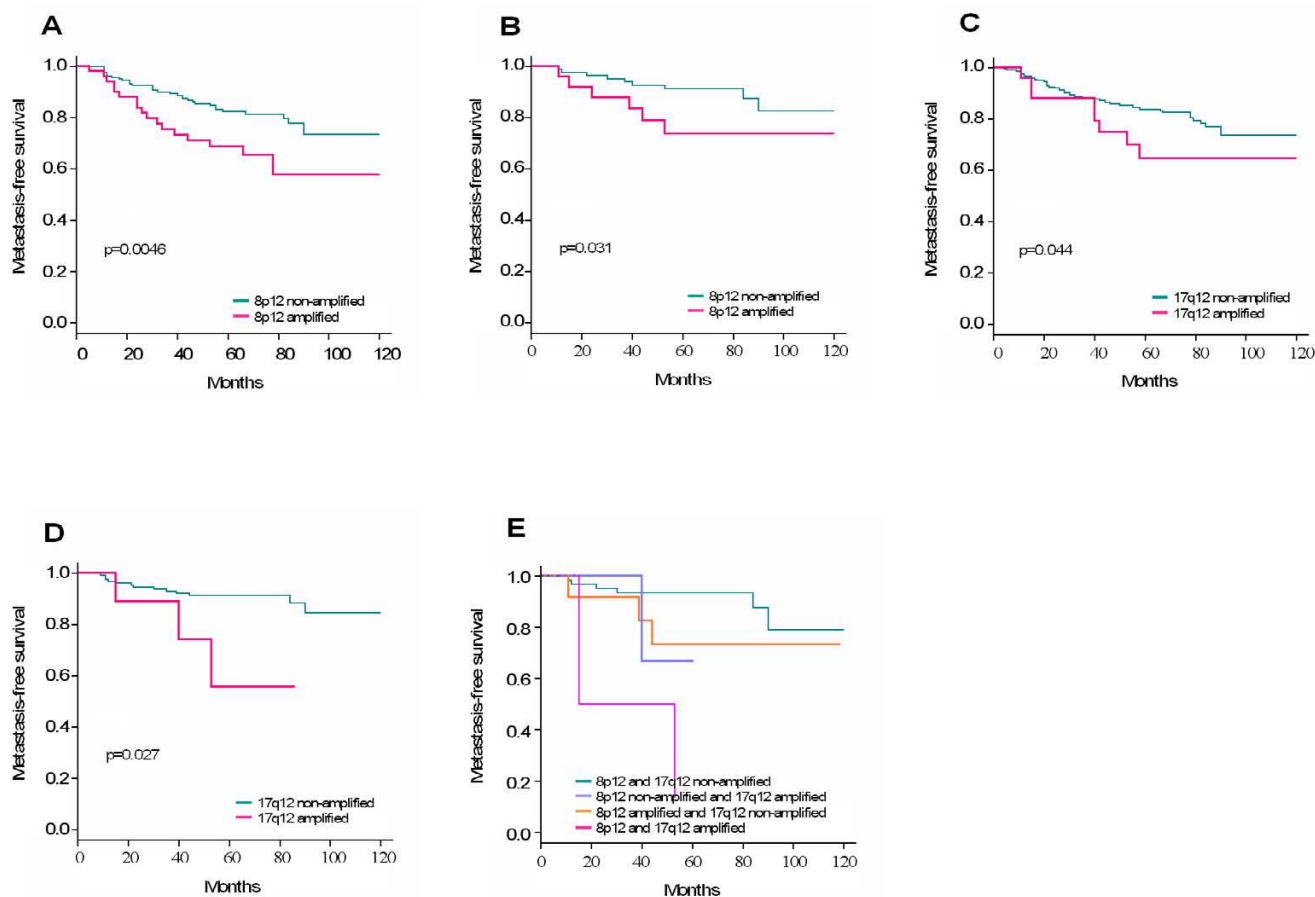 A
1.0
0.8
0.6
0.4
0.2
0.0
Metastasis-free survival
p=0.0046
8p12 non-amplified
8p12 amplified
0 20 40 60 80 100 120
Months
B
1.0
0.8
0.6
0.4
0.2
0.0
Metastasis-free survival
p=0.031
8p12 non-amplified
8p12 amplified
0 20 40 60 80 100 120
Months
C
1.0
0.8
0.6
0.4
0.2
0.0
Metastasis-free survival
p=0.044
17q12 non-amplified
17q12 amplified
0 20 40 60 80 100 120
Months
D
1.0
0.8
0.6
0.4
0.2
0.0
Metastasis-free survival
p=0.027
17q12 non-amplified
17q12 amplified
0 20 40 60 80 100 120
Months
E
1.0
0.8
0.6
0.4
0.2
0.0
Metastasis-free survival
8p12 and 17q12 non-amplified
8p12 non-amplified and 17q12 amplified
8p12 amplified and 17q12 non-amplified
8p12 and 17q12 amplified
0 20 40 60 80 100 120
Months